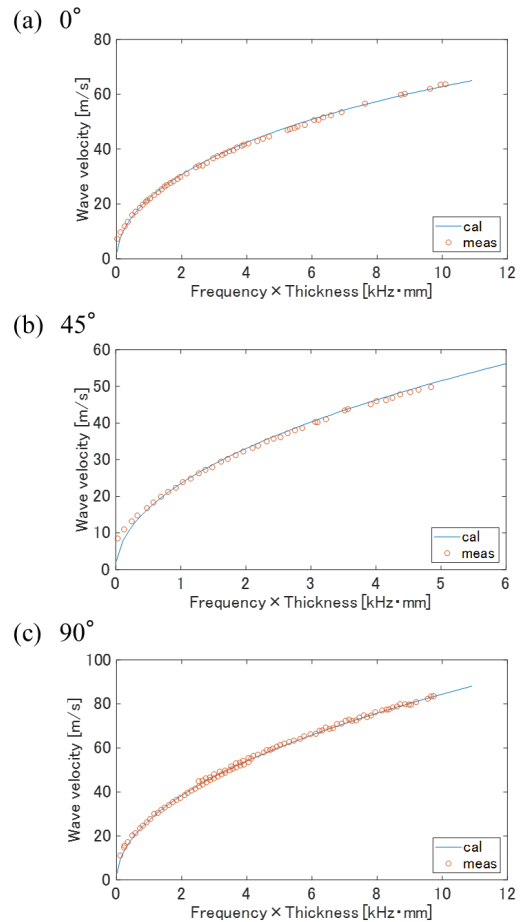 (a) 0°
80
60
40
20
0
Wave velocity [m/s]
cal
meas
0 2 4 6 8 10 12
Frequency×Thickness [kHz・mm]
(b) 45°
60
50
40
30
20
10
0
Wave velocity [m/s]
cal
meas
0 1 2 3 4 5 6
Frequency×Thickness [kHz・mm]
(c) 90°
100
80
60
40
20
0
Wave velocity [m/s]
cal
meas
0 2 4 6 8 10 12
Frequency×Thickness [kHz・mm]